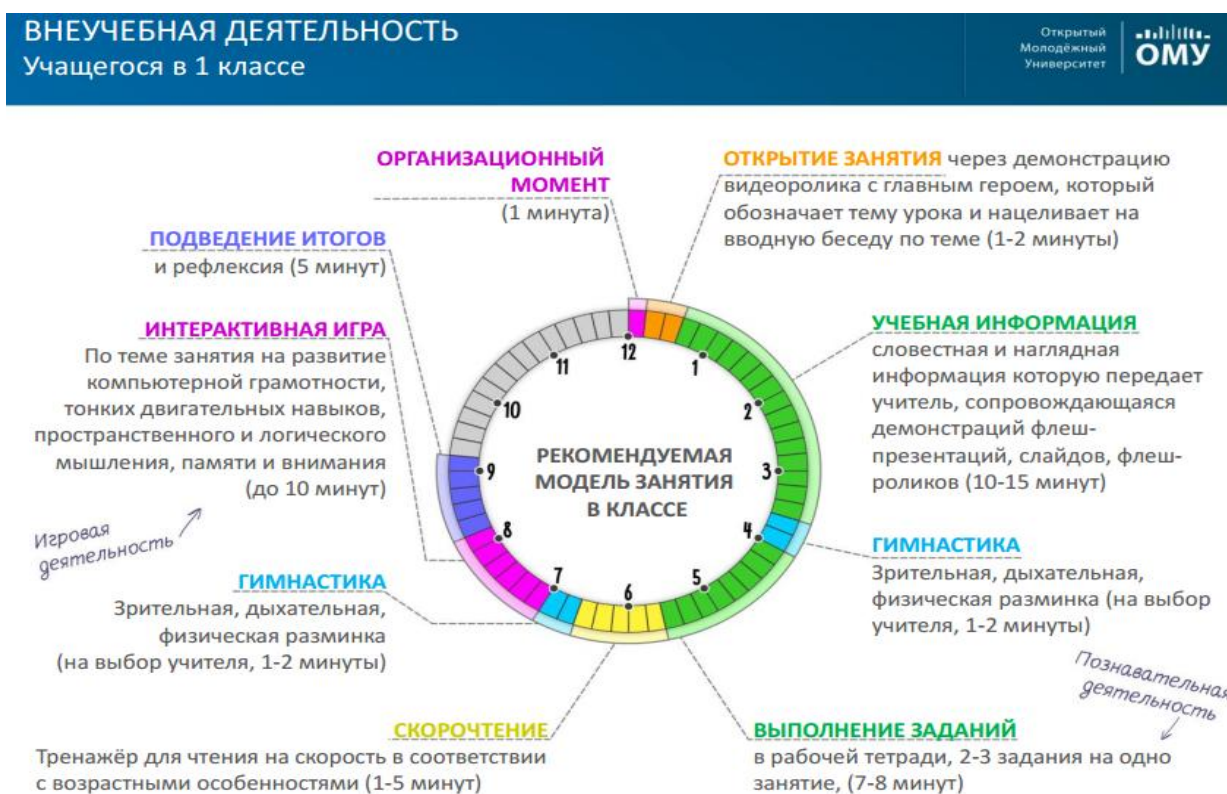 ВНЕУЧЕБНАЯ ДЕЯТЕЛЬНОСТЬ
Учащегося в 1 классе
Открытый
Молодёжный
Университет
ОМУ
ОРГАНИЗАЦИОННЫЙ
МОМЕНТ
(1 минута)
ОТКРЫТИЕ ЗАНЯТИЯ через демонстрацию
видеоролика с главным героем, который
обозначает тему урока и нацеливает на
вводную беседу по теме (1-2 минуты)
ПОДВЕДЕНИЕ ИТОГОВ
и рефлексия (5 минут)
ИНТЕРАКТИВНАЯ ИГРА
По теме занятия на развитие
компьютерной грамотности,
тонких двигательных навыков,
пространственного и логического
мышления, памяти и внимания
(до 10 минут)
Игровая
деятельность
УЧЕБНАЯ ИНФОРМАЦИЯ
словестная и наглядная
информация которую передает
учитель, сопровождающаяся
демонстраций флеш-
презентаций, слайдов, флеш-
роликов (10-15 минут)
12
1
2
3
4
5
6
7
8
9
10
11
РЕКОМЕНДУЕМАЯ
МОДЕЛЬ ЗАНЯТИЯ
В КЛАССЕ
ГИМНАСТИКА
Зрительная, дыхательная,
физическая разминка
(на выбор учителя, 1-2 минуты)
ГИМНАСТИКА
Зрительная, дыхательная,
физическая разминка (на выбор
учителя, 1-2 минуты)
Познавательная
деятельность
СКОРОЧТЕНИЕ
Тренажёр для чтения на скорость в соответствии
с возрастными особенностями (1-5 минут)
ВЫПОЛНЕНИЕ ЗАДАНИЙ
в рабочей тетради, 2-3 задания на одно
занятие, (7-8 минут)